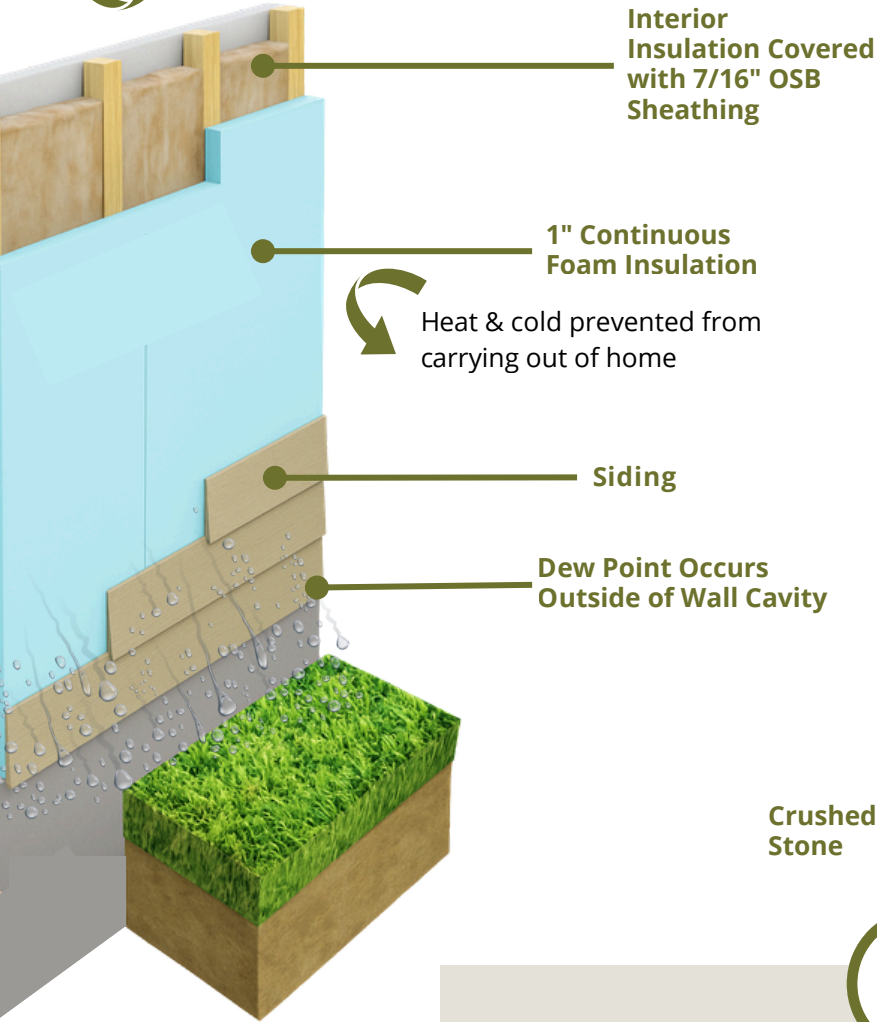 Interior
Insulation Covered
with 7/16" OSB
Sheathing
1" Continuous
Foam Insulation
Heat & cold prevented from
carrying out of home
Siding
Dew Point Occurs
Outside of Wall Cavity
Crushed
Stone